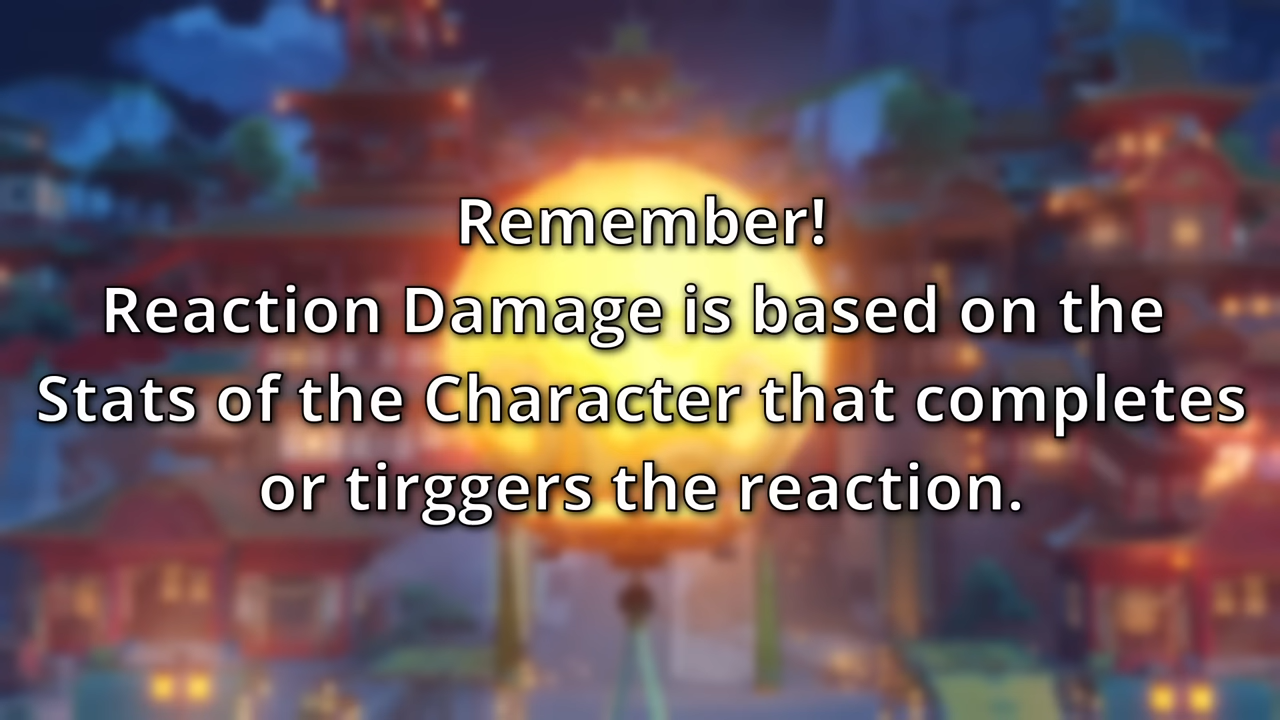 Remember!
Reaction Damage is based on the
Stats of the Character that completes
or tirggers the reaction.